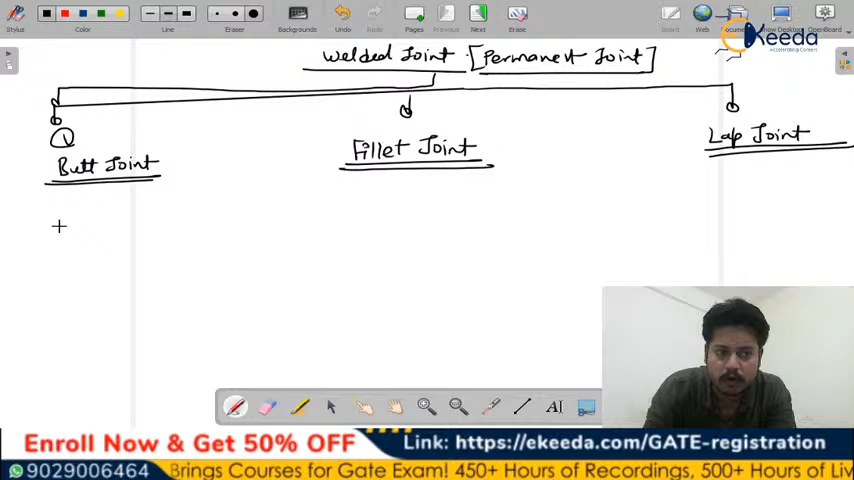 Stylus
Pen
Line
Eraser
Backgrounds
Undo
Redo
Pages
Previous
Next
Erase
Board
Web
Show Desktop
OpenBoard
Ekeeda
Welded Joint [Permanent Joint]
1
Butt Joint
Fillet Joint
Lap Joint
Enroll Now & Get 50% OFF
Link: https://ekeeda.com/GATE-registration
9029006464
Brings Courses for Gate Exam! 450+ Hours of Recordings, 500+ Hours of Liv